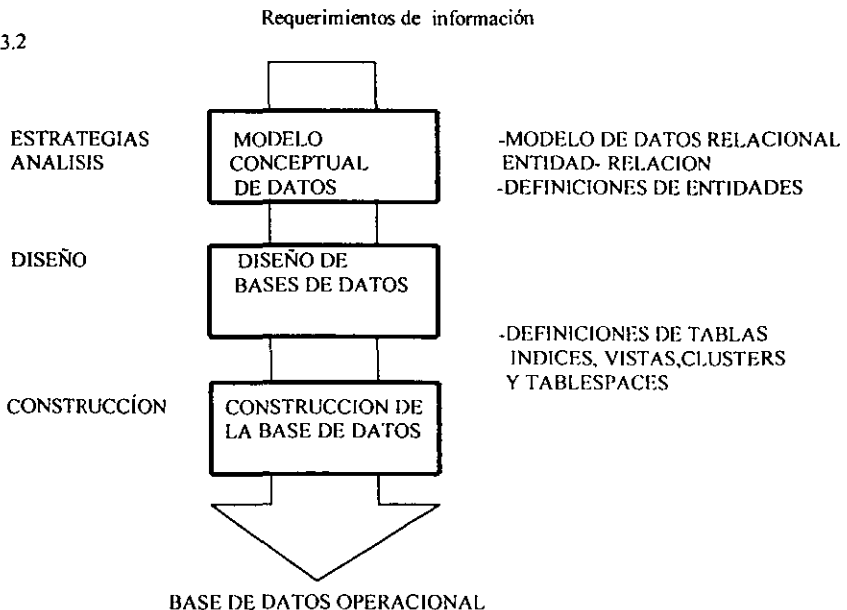 Requerimientos de información
3.2
ESTRATEGIAS
ANALISIS
MODELO
CONCEPTUAL
DE DATOS
-MODELO DE DATOS RELACIONAL
ENTIDAD- RELACION
-DEFINICIONES DE ENTIDADES
DISEÑO
DISEÑO DE
BASES DE DATOS
-DEFINICIONES DE TABLAS
INDICES, VISTAS,CLUSTERS
Y TABLESPACES
CONSTRUCCÍON
CONSTRUCCION DE
LA BASE DE DATOS
BASE DE DATOS OPERACIONAL